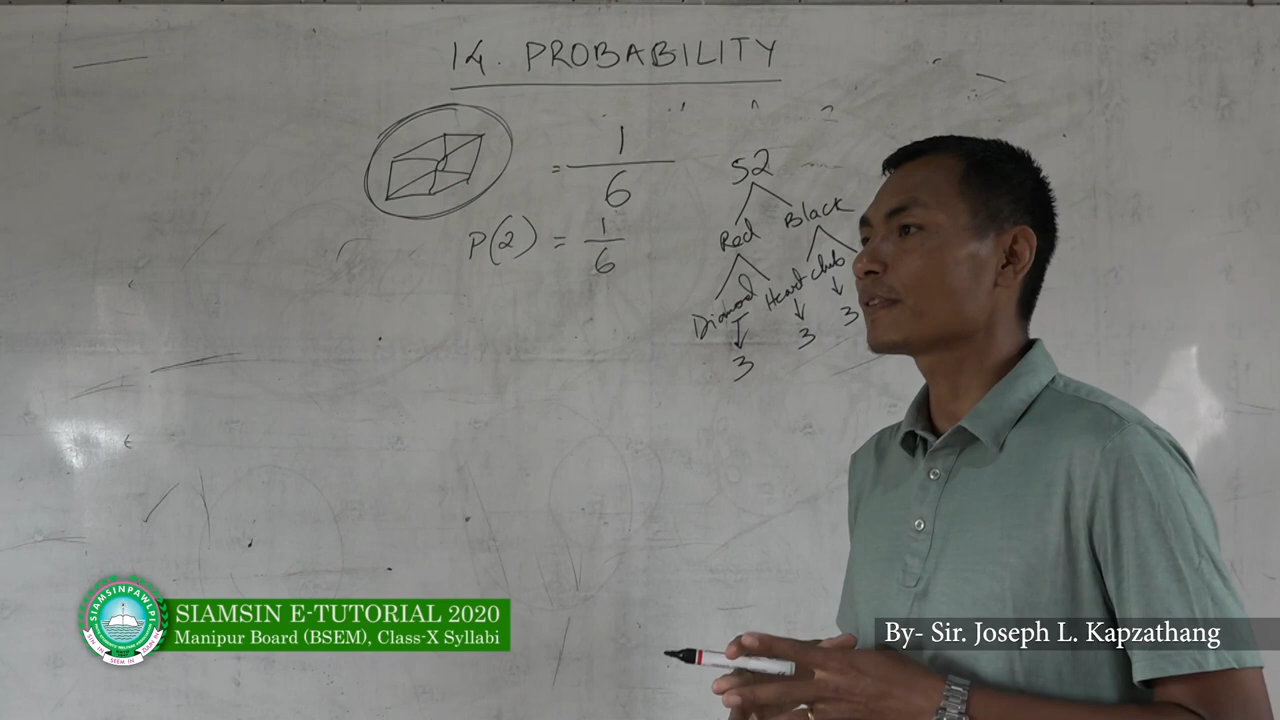 14. PROBABILITY
= 1/6
P(2) = 1/6
52
Red Black
Diamond Heart club
3 3 3
SIAMSINPAWLPI
SIAMSIN E-TUTORIAL 2020
Manipur Board (BSEM), Class-X Syllabi
By- Sir. Joseph L. Kapzathang